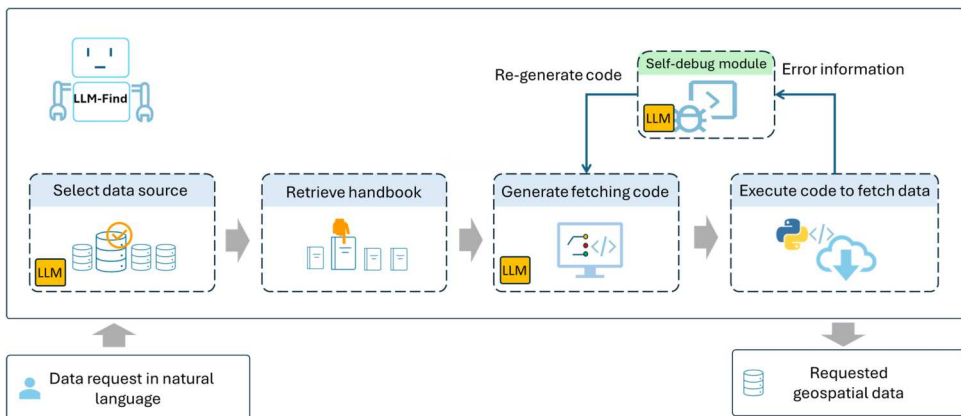 LLM-Find
Re-generate code
Self-debug module
Error information
LLM
Select data source
Retrieve handbook
Generate fetching code
Execute code to fetch data
</>
</>
LLM
LLM
Data request in natural
language
Requested
geospatial data